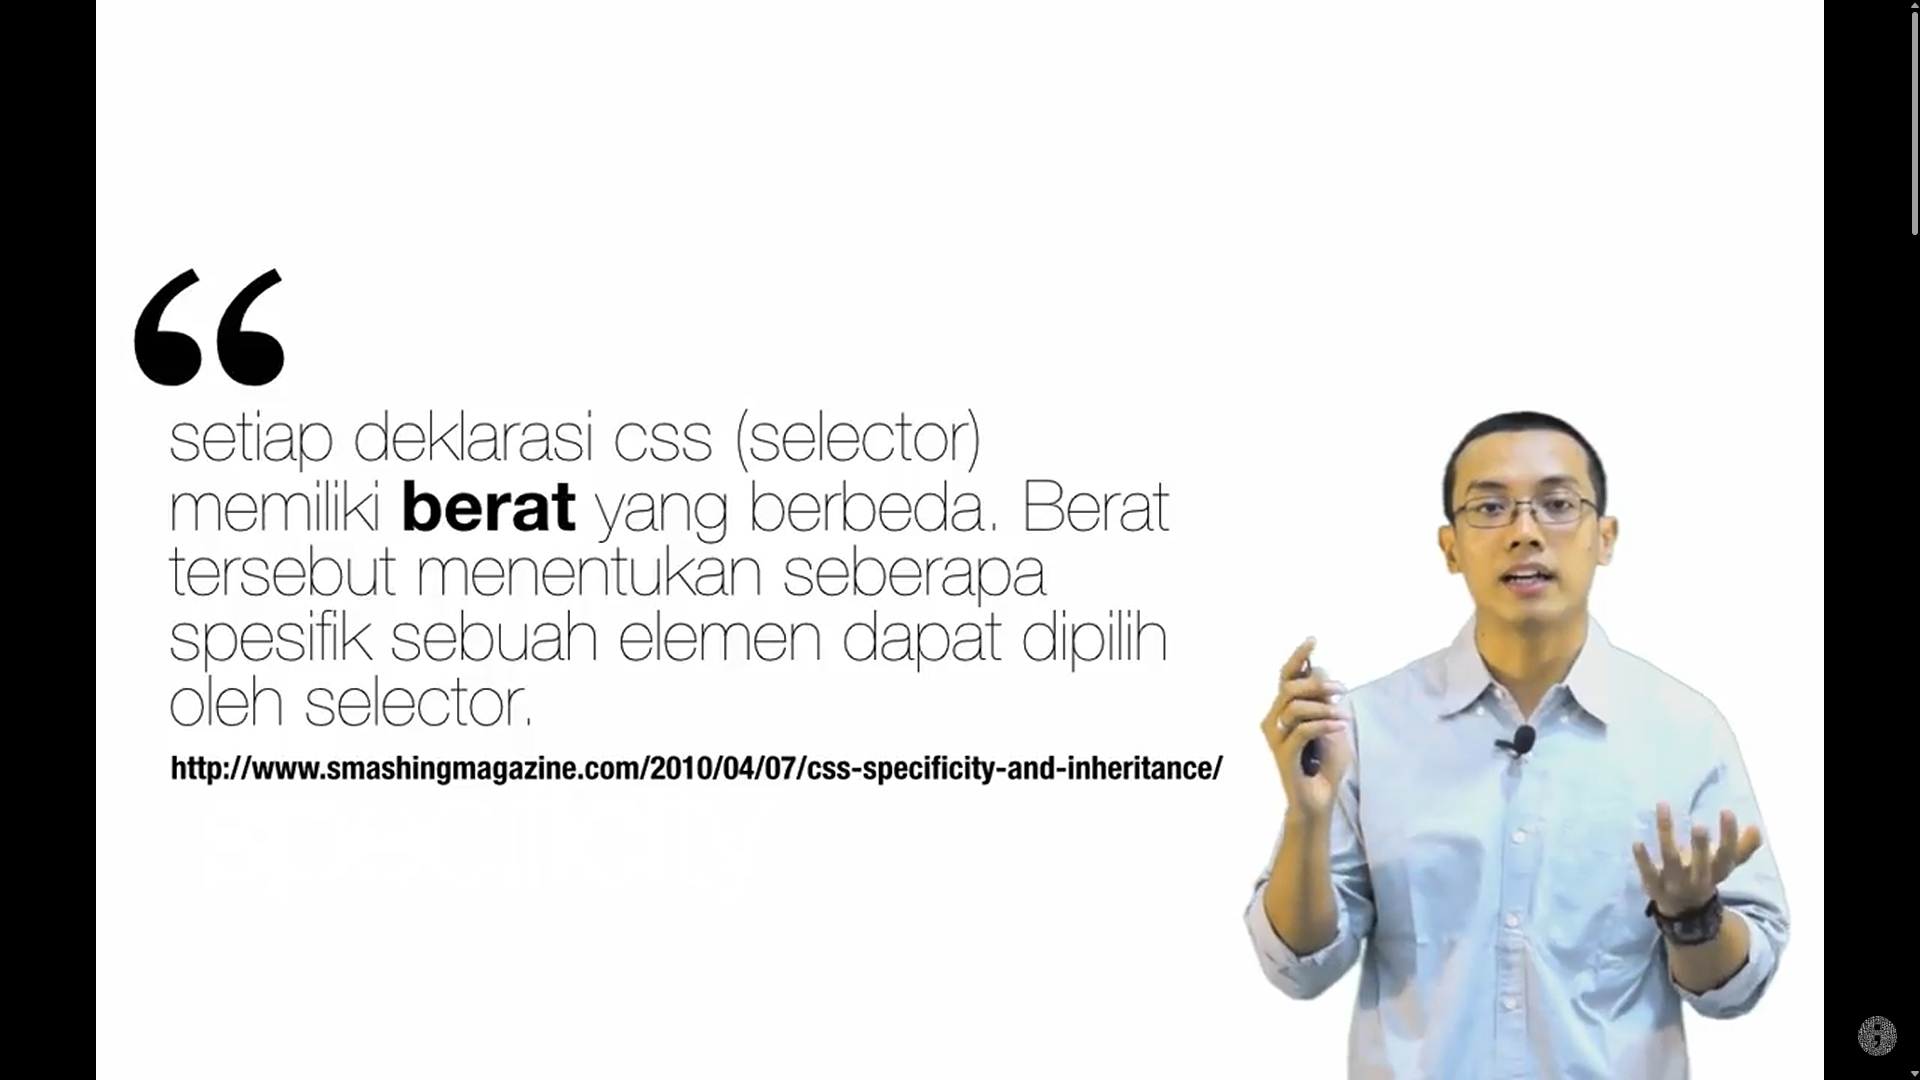 “
setiap deklarasi css (selector)
memiliki berat yang berbeda. Berat
tersebut menentukan seberapa
spesifik sebuah elemen dapat dipilih
oleh selector.
http://www.smashingmagazine.com/2010/04/07/css-specificity-and-inheritance/